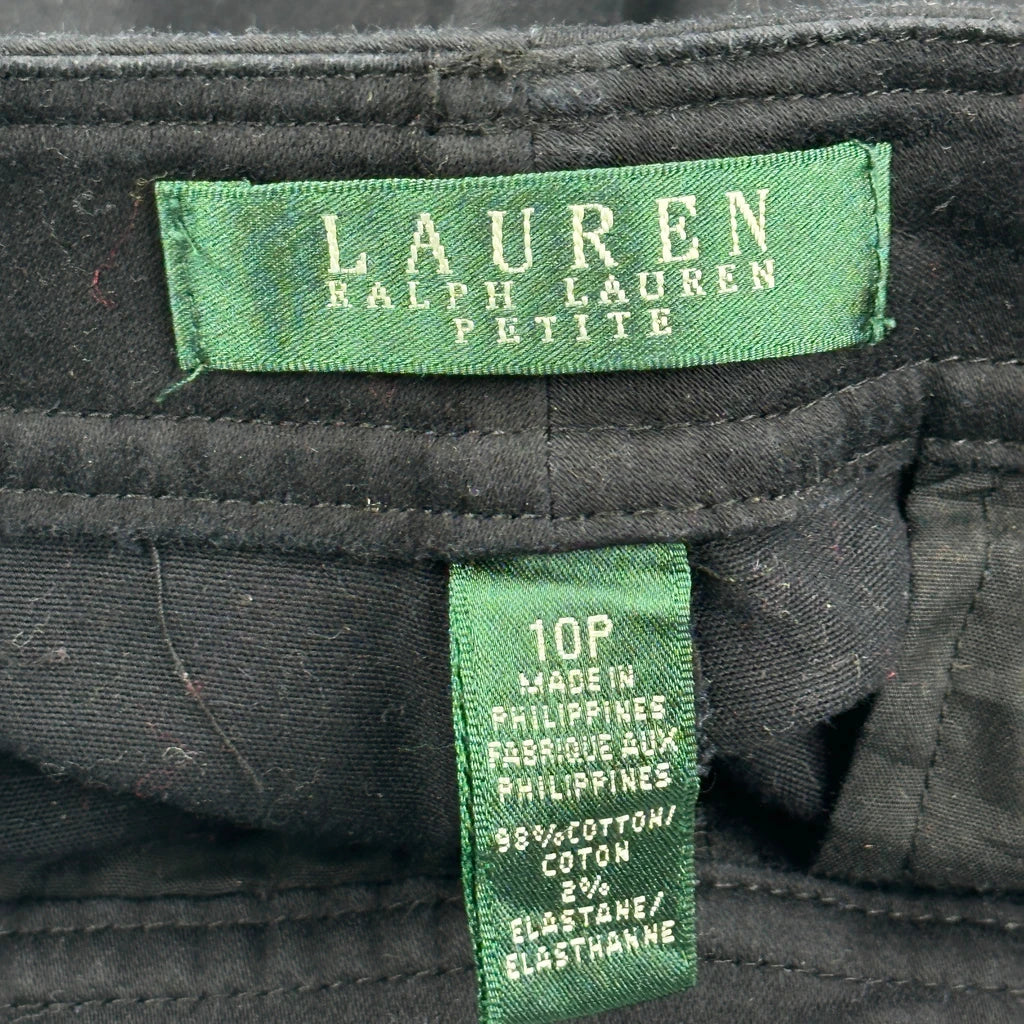 LAUREN
RALPH LAUREN
PETITE
10P
MADE IN
PHILIPPINES
FABRIQUE AUX
PHILIPPINES
98% COTTON/
COTON
2%
ELASTANE/
ELASTHANNE